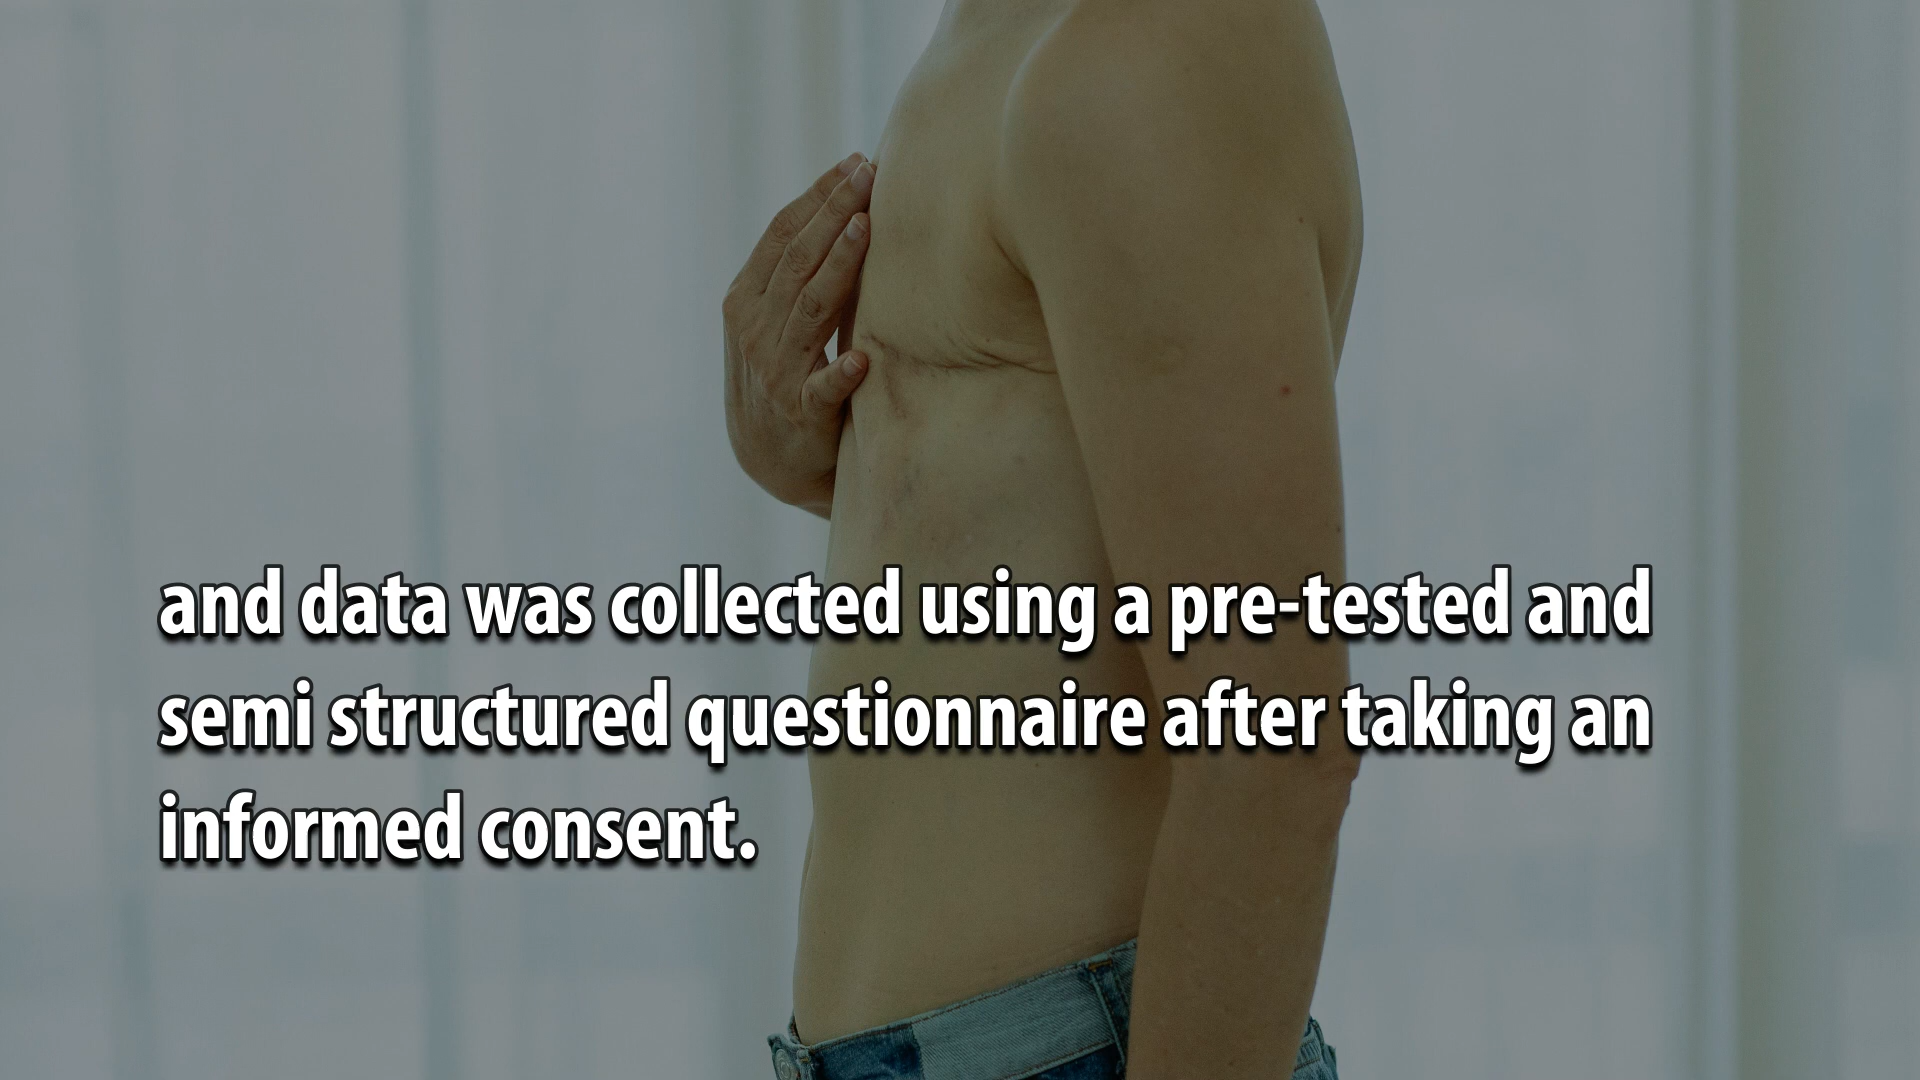 and data was collected using a pre-tested and
semi structured questionnaire after taking an
informed consent.